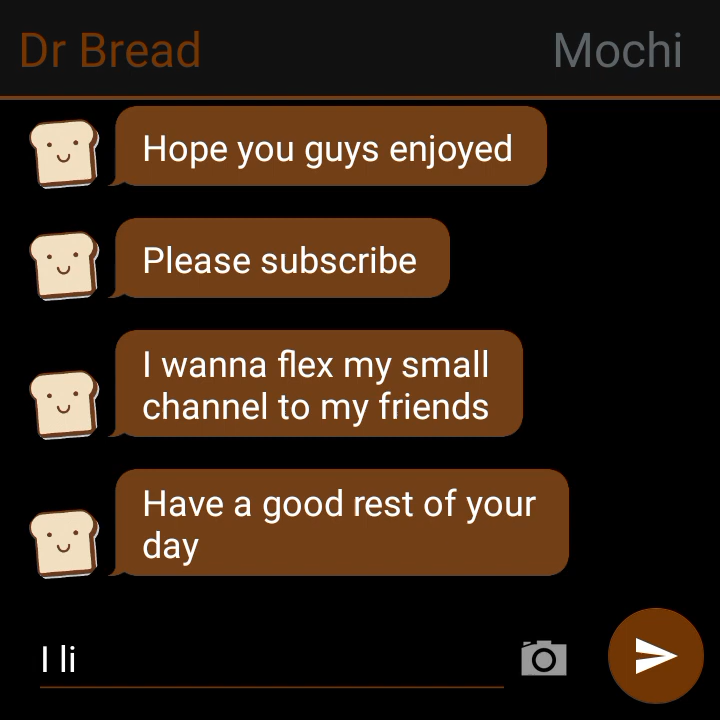 Dr Bread Mochi
Hope you guys enjoyed
Please subscribe
I wanna flex my small
channel to my friends
Have a good rest of your
day
I li